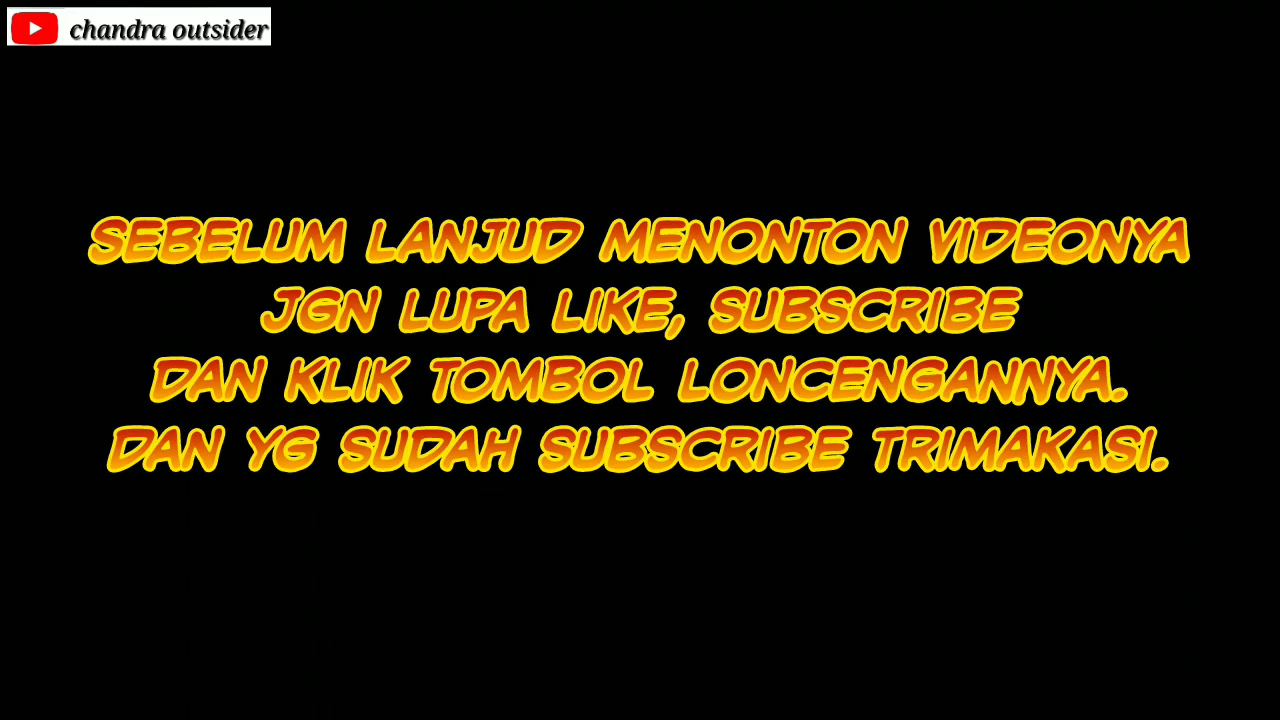 chandra outsider
SEBELUM LANJUD MENONTON VIDEONYA
JGN LUPA LIKE, SUBSCRIBE
DAN KLIK TOMBOL LONCENGANNYA.
DAN YG SUDAH SUBSCRIBE TRIMAKASI.